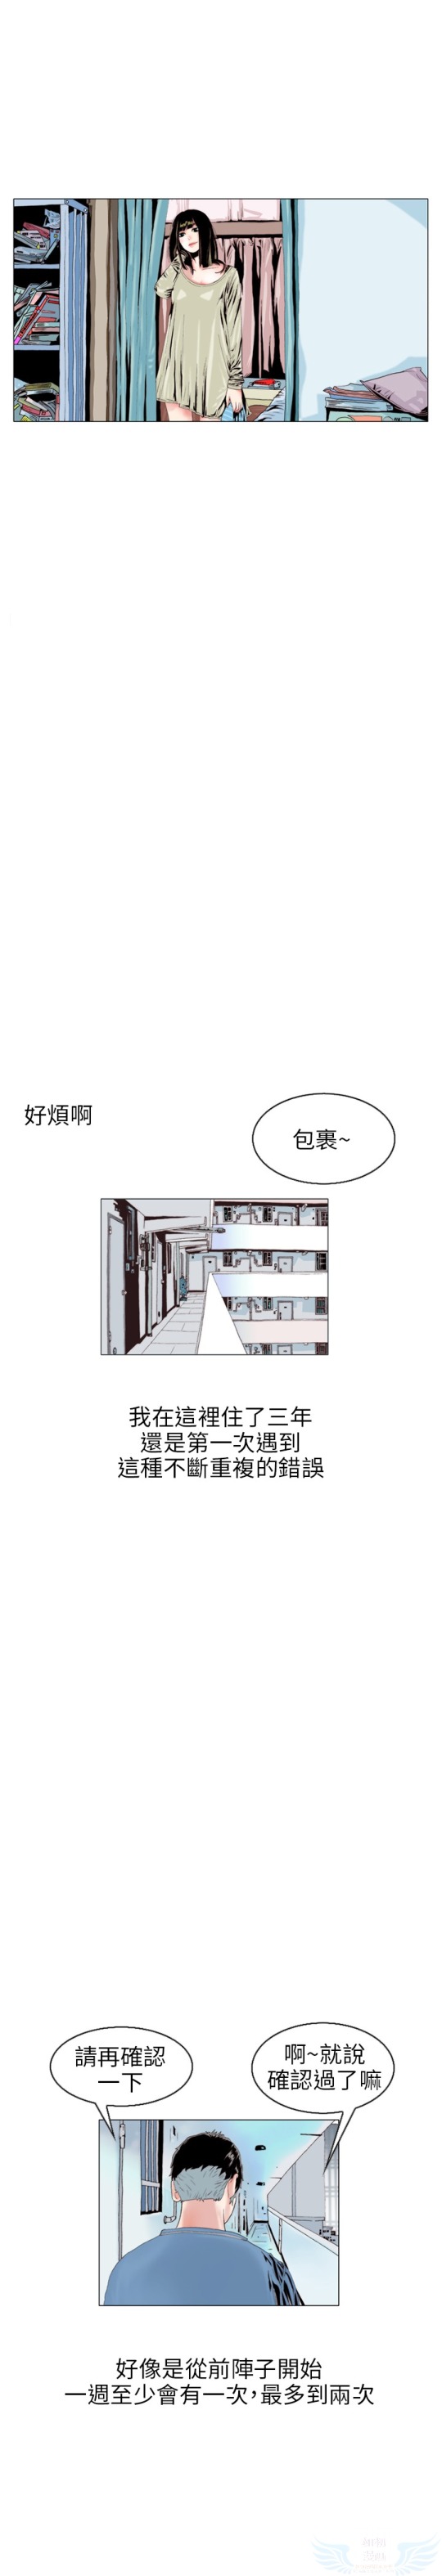 好煩啊
包裹~
我在這裡住了三年
還是第一次遇到
這種不斷重複的錯誤
請再確認
一下
啊~就說
確認過了嘛
好像是從前陣子開始
一週至少會有一次，最多到兩次